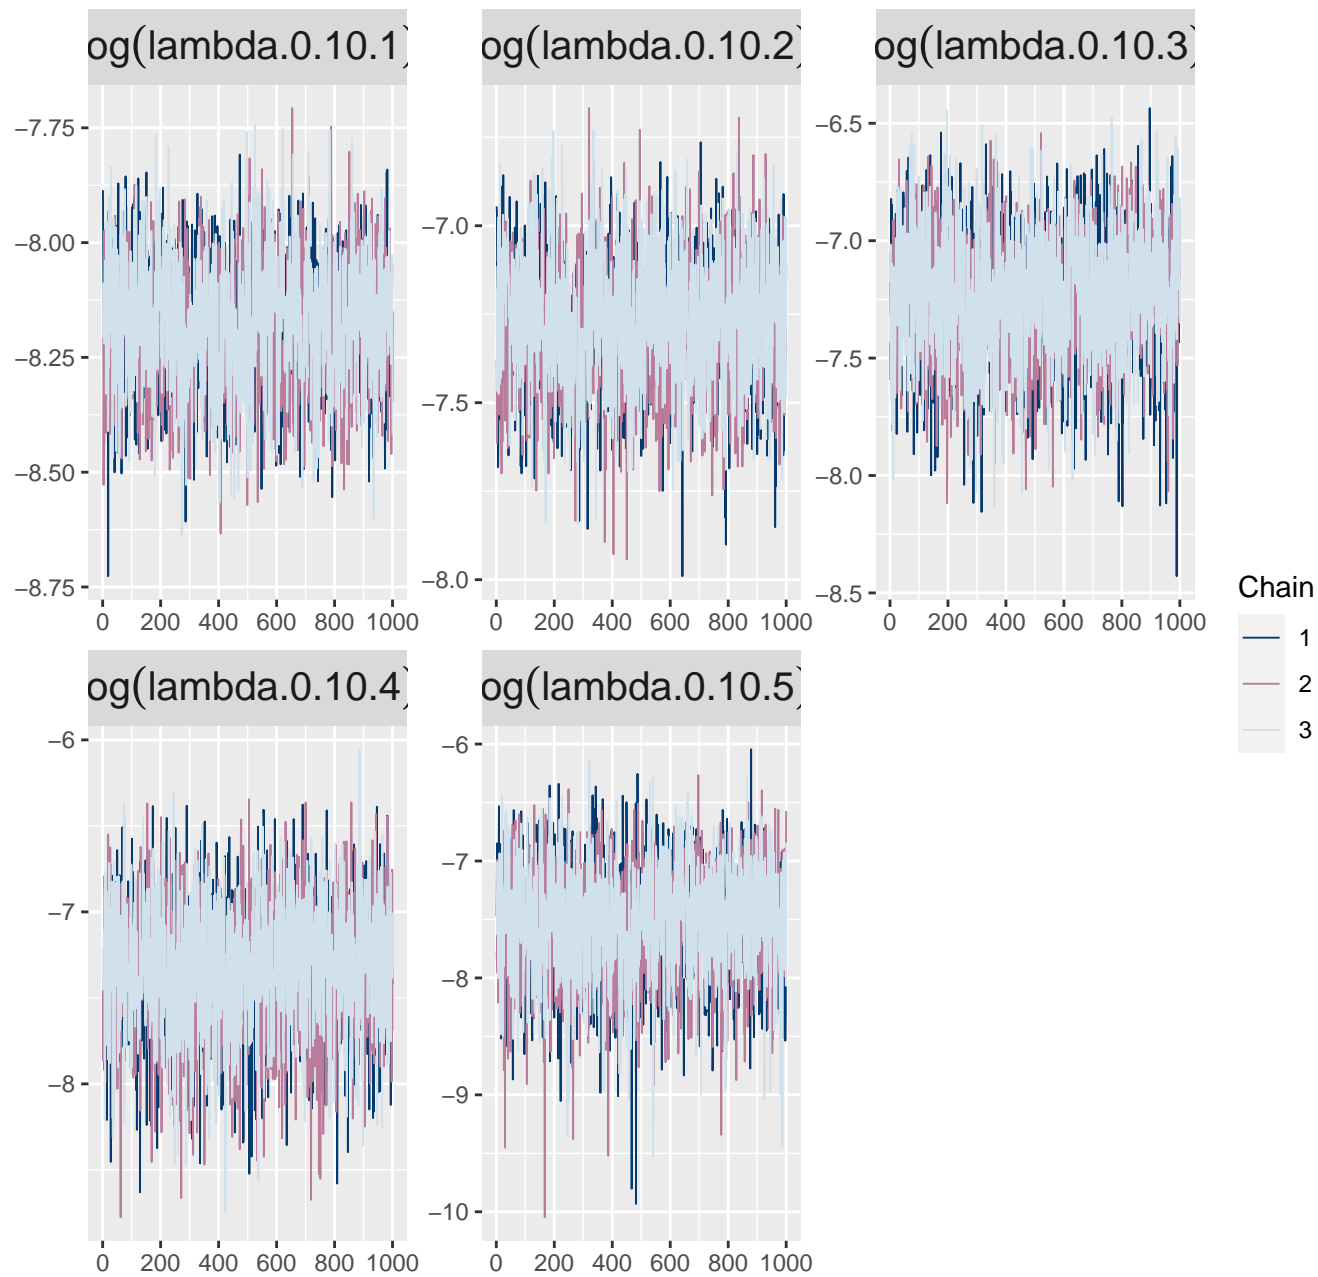 og(lambda.0.10.1)
og(lambda.0.10.2)
og(lambda.0.10.3)
−7.75
−8.00
−8.25
−8.50
−8.75
0 200 400 600 800 1000
−7.0
−7.5
−8.0
0 200 400 600 800 1000
−6.5
−7.0
−7.5
−8.0
−8.5
0 200 400 600 800 1000
og(lambda.0.10.4)
og(lambda.0.10.5)
−6
−7
−8
0 200 400 600 800 1000
−6
−7
−8
−9
−10
0 200 400 600 800 1000
Chain
1
2
3